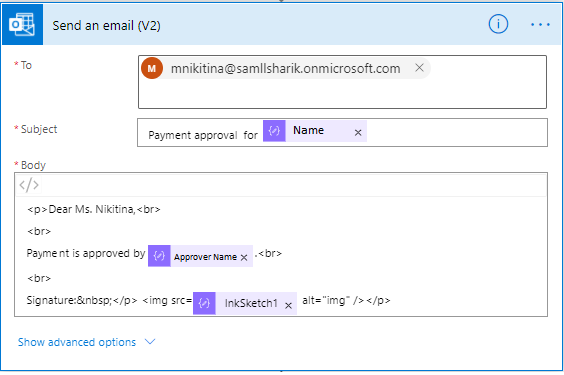 Send an email (V2)
* To
M mnikitina@samllsharik.onmicrosoft.com ×
* Subject
Payment approval for Name ×
* Body
</>
<p>Dear Ms. Nikitina,<br>
<br>
Payment is approved by Approver Name × .<br>
<br>
Signature:&nbsp;</p> <img src= InkSketch1 × alt="img" /></p>
Show advanced options